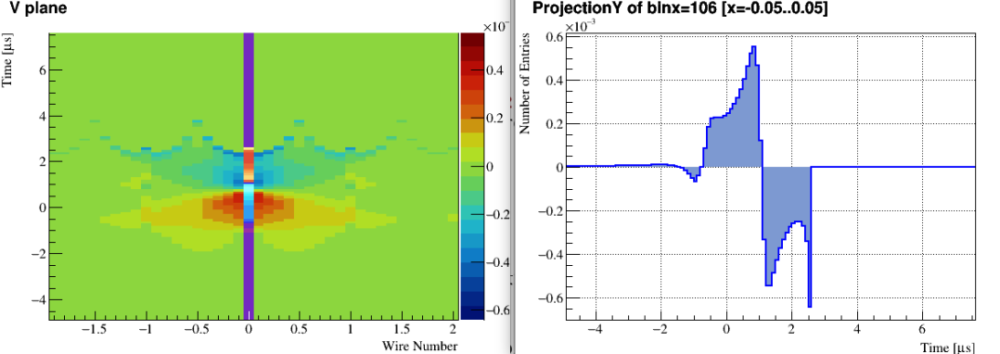 V plane
×10⁻
Time [μs]
6
4
2
0
−2
−4
−1.5 −1 −0.5 0 0.5 1 1.5 2
Wire Number
0.4
0.2
0
−0.2
−0.4
−0.6
ProjectionY of binx=106 [x=-0.05..0.05]
×10⁻³
Number of Entries
0.6
0.4
0.2
0
−0.2
−0.4
−0.6
−4 −2 0 2 4 6
Time [μs]